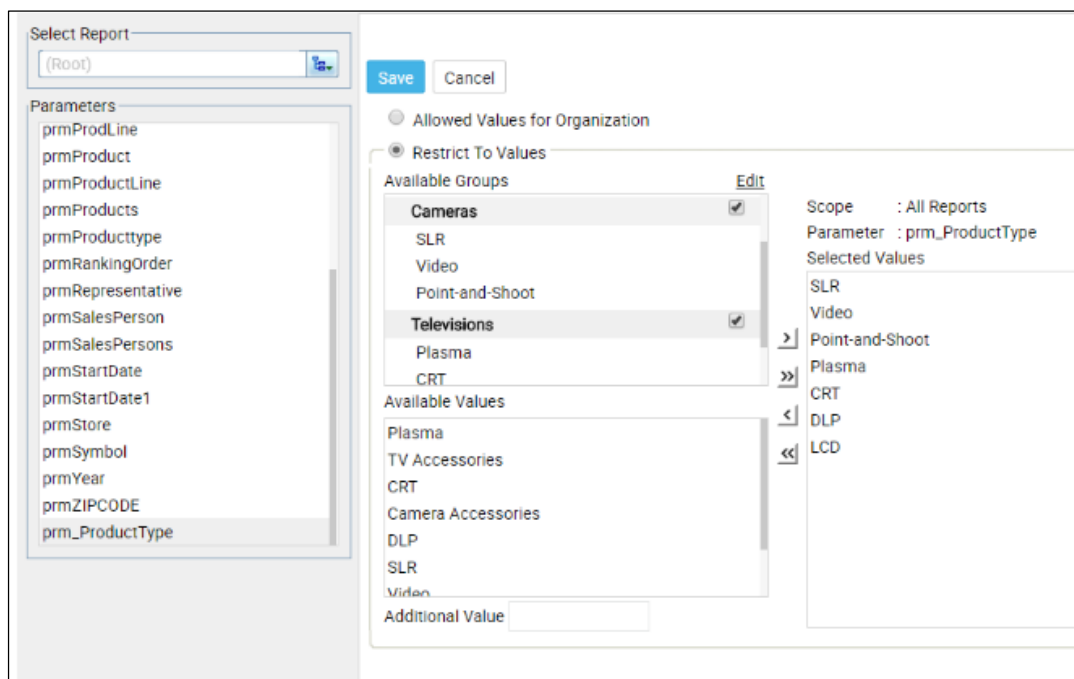 Select Report
(Root)
Parameters
prmProdLine
prmProduct
prmProductLine
prmProducts
prmProducttype
prmRankingOrder
prmRepresentative
prmSalesPerson
prmSalesPersons
prmStartDate
prmStartDate1
prmStore
prmSymbol
prmYear
prmZIPCODE
prm_ProductType
Save Cancel
Allowed Values for Organization
Restrict To Values
Available Groups Edit
Cameras
SLR
Video
Point-and-Shoot
Televisions
Plasma
CRT
Available Values
Plasma
TV Accessories
CRT
Camera Accessories
DLP
SLR
Video
Additional Value
>
>>
<
<<
Scope : All Reports
Parameter : prm_ProductType
Selected Values
SLR
Video
Point-and-Shoot
Plasma
CRT
DLP
LCD